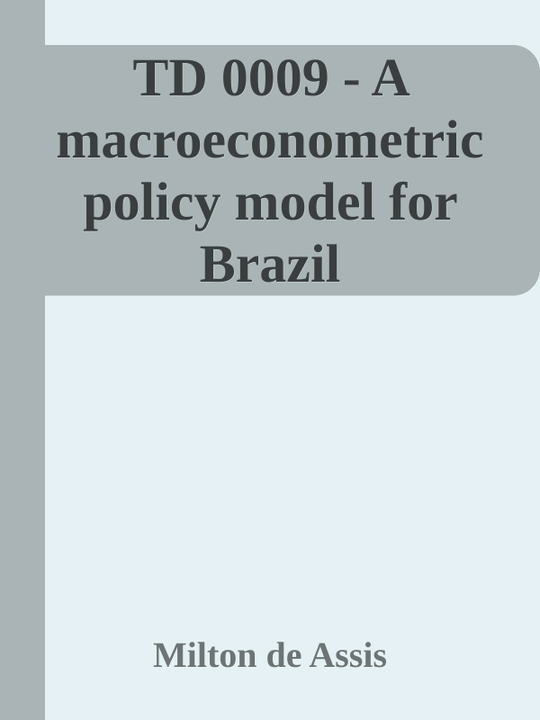 TD 0009 - A
macroeconometric
policy model for
Brazil
Milton de Assis